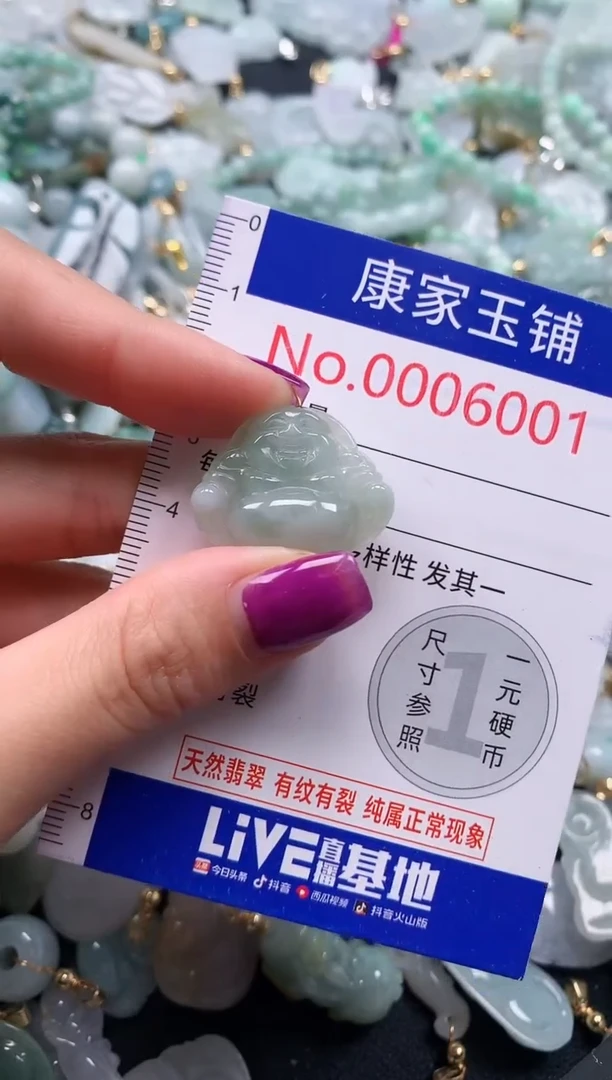 0
1
康家玉铺
No.0006001
4
样性 发其一
尺寸参照
1
一元硬币
裂
天然翡翠 有纹有裂 纯属正常现象
8
LiVE直播基地
今日头条 抖音 西瓜视频 抖音火山版